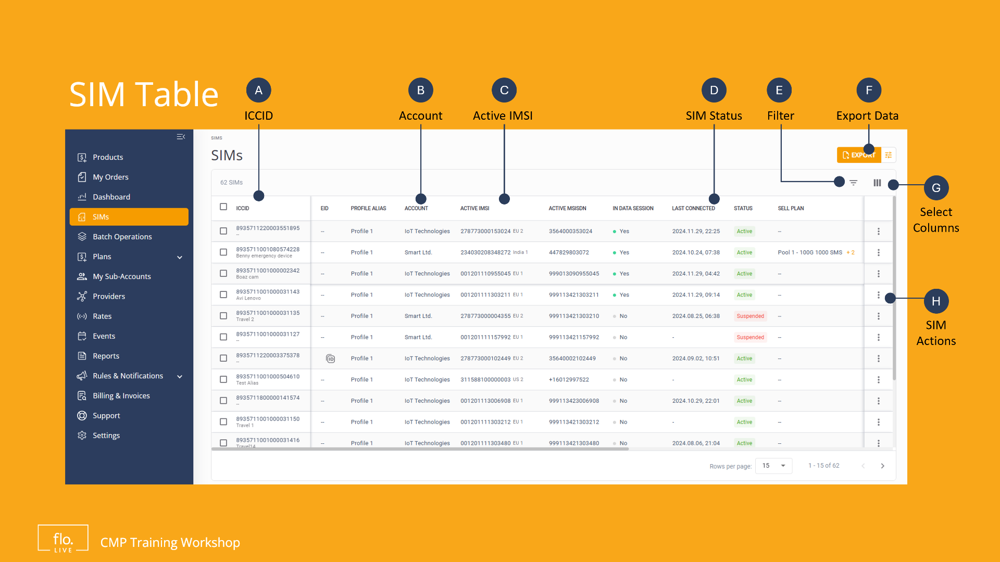 SIM Table
A
B
C
D
E
F
ICCID
Account
Active IMSI
SIM Status
Filter
Export Data
Products
My Orders
Dashboard
SIMs
Batch Operations
Plans
My Sub-Accounts
Providers
Rates
Events
Reports
Rules & Notifications
Billing & Invoices
Support
Settings
SIMS
SIMs
EXPORT
62 SIMs
G
Select
Columns
H
SIM
Actions
ICCID EID PROFILE ALIAS ACCOUNT ACTIVE IMSI ACTIVE MSISDN IN DATA SESSION LAST CONNECTED STATUS SELL PLAN
8935711220003551895 -- Profile 1 IoT Technologies 278773000153024 EU 2 3564000353024 Yes 2024.11.29, 22:25 Active --
--
8935711001080574228 -- Profile 1 Smart Ltd. 234030208348272 India 1 447829803072 Yes 2024.10.24, 07:38 Active Pool 1 - 100G 1000 SMS + 2
Benny emergency device
8935711001000002342 -- Profile 1 IoT Technologies 001201110955045 EU 1 999013090955045 Yes 2024.11.29, 04:42 Active --
Boaz cam
8935711001000031143 -- Profile 1 IoT Technologies 001201111303211 EU 1 999113421303211 Yes 2024.11.29, 09:14 Active --
Avi Lenovo
8935711001000031135 -- Profile 1 Smart Ltd. 278773000004355 EU 2 999113421303210 No 2024.08.25, 06:38 Suspended --
Travel 2
8935711001000031127 -- Profile 1 Smart Ltd. 001201111157992 EU 1 999113421157992 No - Suspended --
--
8935711220003375378 ID Profile 1 IoT Technologies 278773000102449 EU 2 35640002102449 No 2024.09.02, 10:51 Active --
--
8935711001000504610 -- Profile 1 IoT Technologies 311588100000003 US 2 +16012997522 No - Active --
Test Alias
8935711800000141574 -- Profile 1 IoT Technologies 001201113006908 EU 1 999113423006908 No 2024.10.29, 22:01 Active --
--
8935711001000031150 -- Profile 1 IoT Technologies 001201111303212 EU 1 999113421303212 No - Active --
Travel 1
8935711001000031416 -- Profile 1 IoT Technologies 001201111303480 EU 1 999113421303480 No 2024.08.06, 21:04 Active --
Travel14
Rows per page: 15 1 - 15 of 62
flo.
LIVE
CMP Training Workshop